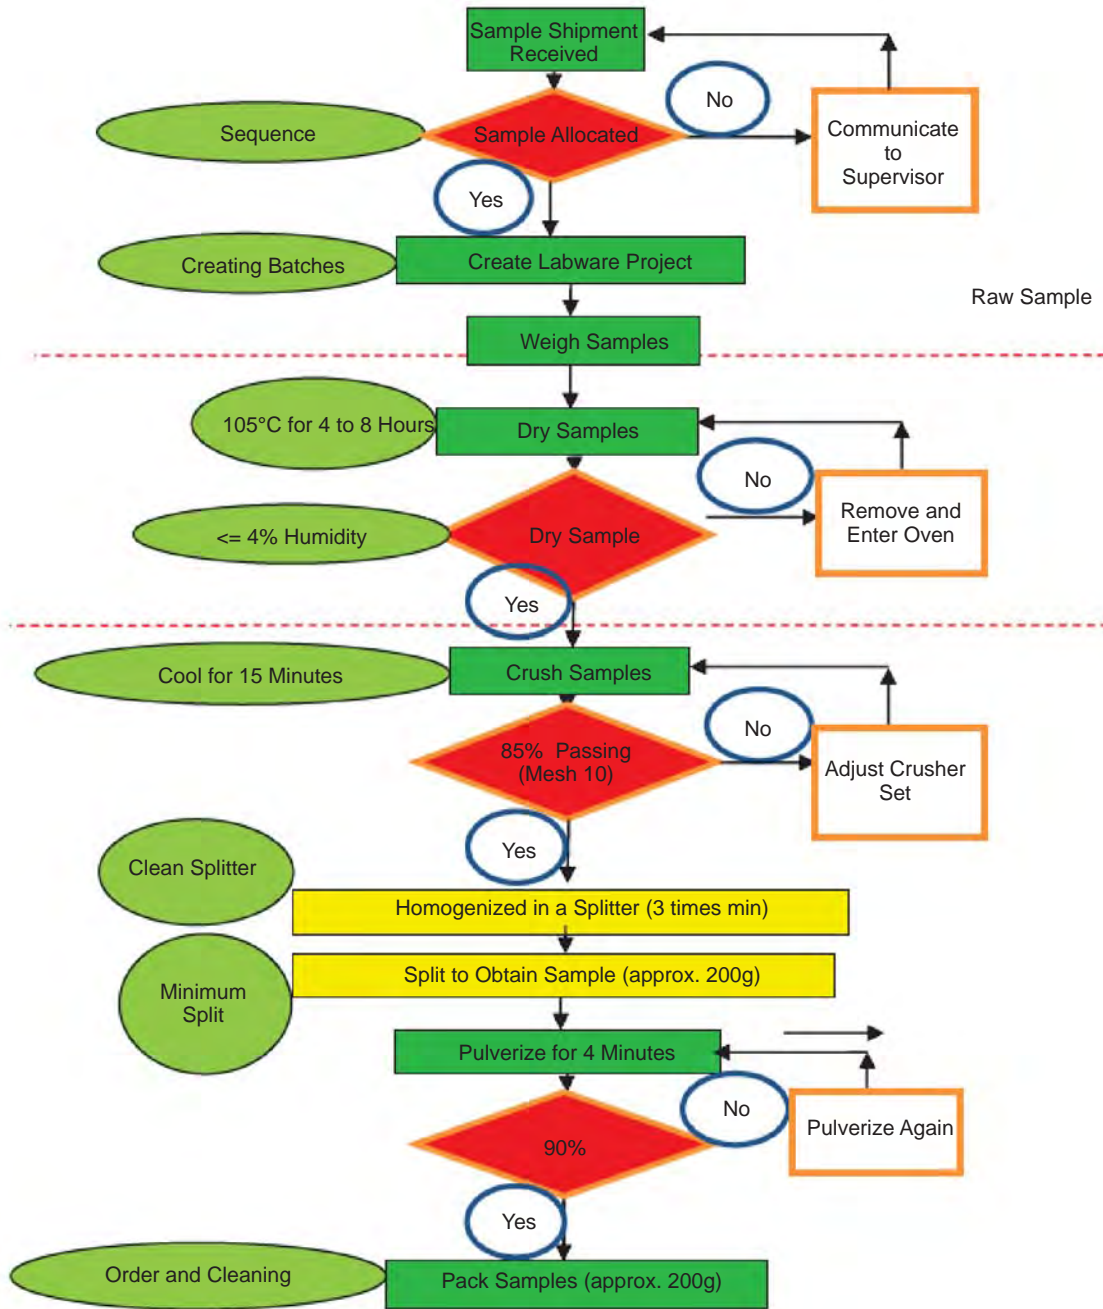 Sample Shipment
Received
No
Sequence
Sample Allocated
Communicate
to
Supervisor
Yes
Creating Batches
Create Labware Project
Raw Sample
Weigh Samples
105°C for 4 to 8 Hours
Dry Samples
No
Remove and
Enter Oven
<= 4% Humidity
Dry Sample
Yes
Cool for 15 Minutes
Crush Samples
No
85% Passing
(Mesh 10)
Adjust Crusher
Set
Yes
Clean Splitter
Homogenized in a Splitter (3 times min)
Minimum
Split
Split to Obtain Sample (approx. 200g)
Pulverize for 4 Minutes
No
Pulverize Again
90%
Yes
Order and Cleaning
Pack Samples (approx. 200g)